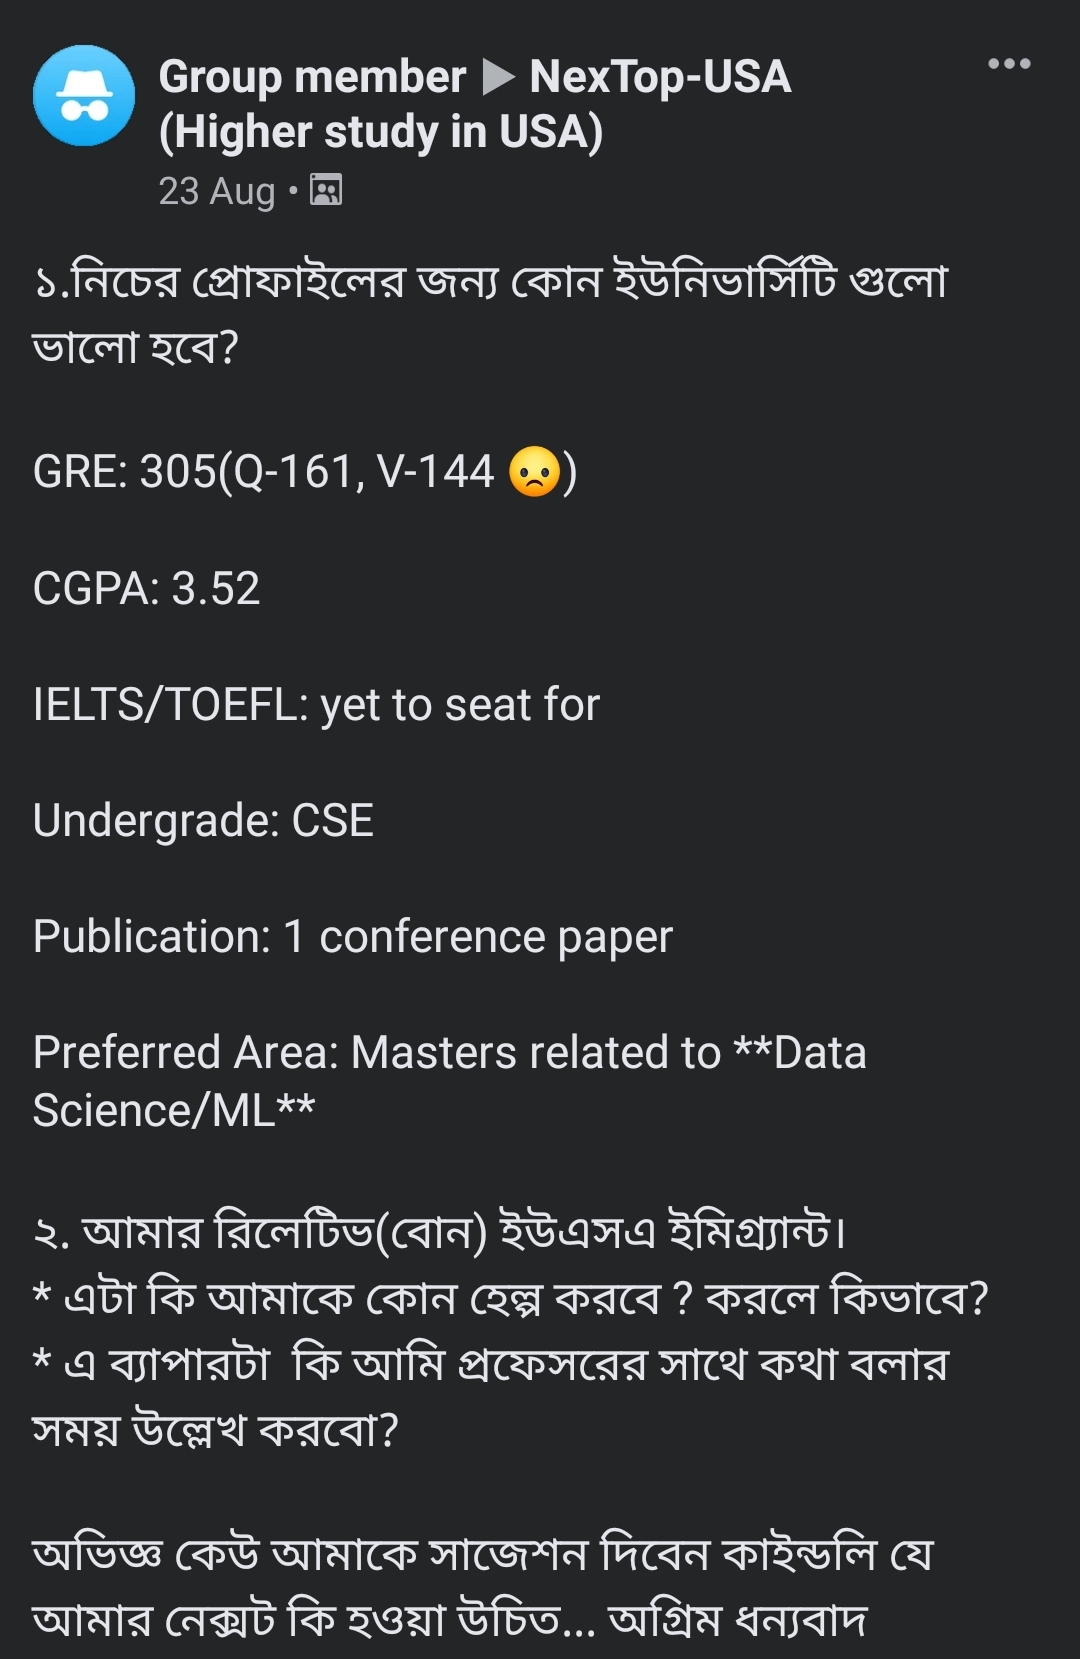 Group member ▶ NexTop-USA
(Higher study in USA)
23 Aug •
১.নিচের প্রোফাইলের জন্য কোন ইউনিভার্সিটি গুলো
ভালো হবে?
GRE: 305(Q-161, V-144 😞)
CGPA: 3.52
IELTS/TOEFL: yet to seat for
Undergrade: CSE
Publication: 1 conference paper
Preferred Area: Masters related to **Data
Science/ML**
২. আমার রিলেটিভ(বোন) ইউএসএ ইমিগ্র্যান্ট।
* এটা কি আমাকে কোন হেল্প করবে ? করলে কিভাবে?
* এ ব্যাপারটা কি আমি প্রফেসরের সাথে কথা বলার
সময় উল্লেখ করবো?
অভিজ্ঞ কেউ আমাকে সাজেশন দিবেন কাইন্ডলি যে
আমার নেক্সট কি হওয়া উচিত... অগ্রিম ধন্যবাদ